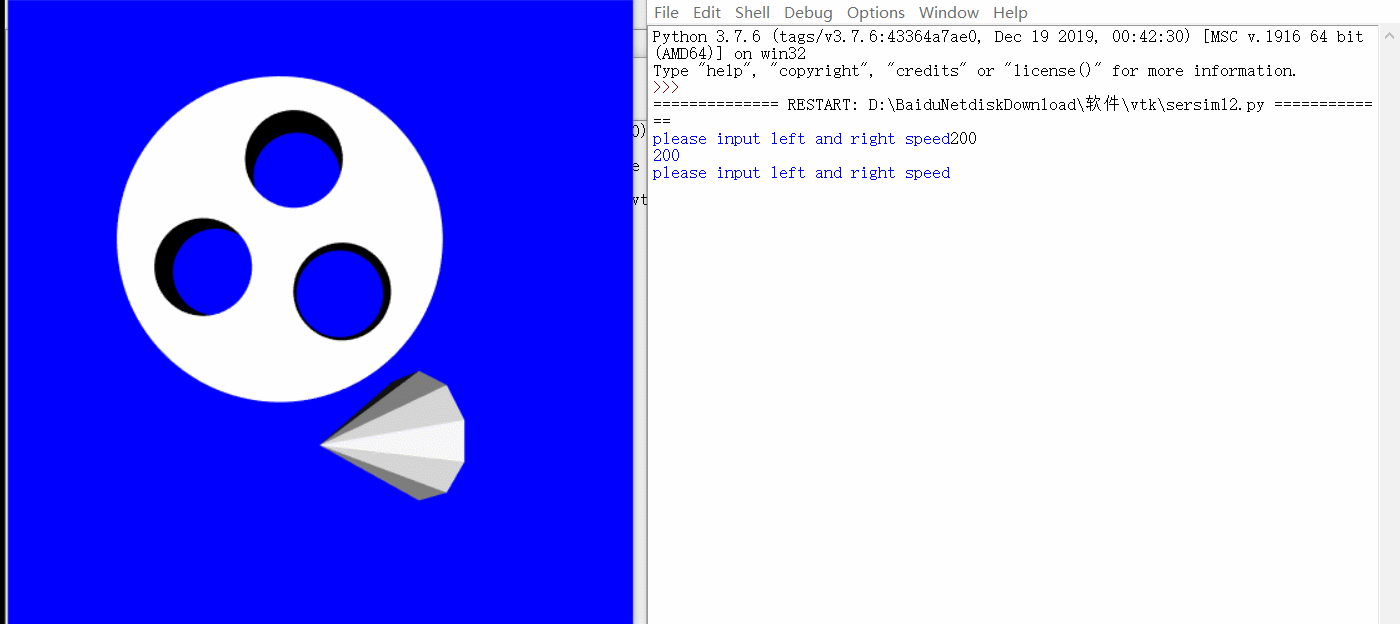 File Edit Shell Debug Options Window Help
Python 3.7.6 (tags/v3.7.6:43364a7ae0, Dec 19 2019, 00:42:30) [MSC v.1916 64 bit
(AMD64)] on win32
Type "help", "copyright", "credits" or "license()" for more information.
>>>
============== RESTART: D:\BaiduNetdiskDownload\软件\vtk\sersim12.py ===========
==
0)
please input left and right speed200
200
e
please input left and right speed
vt